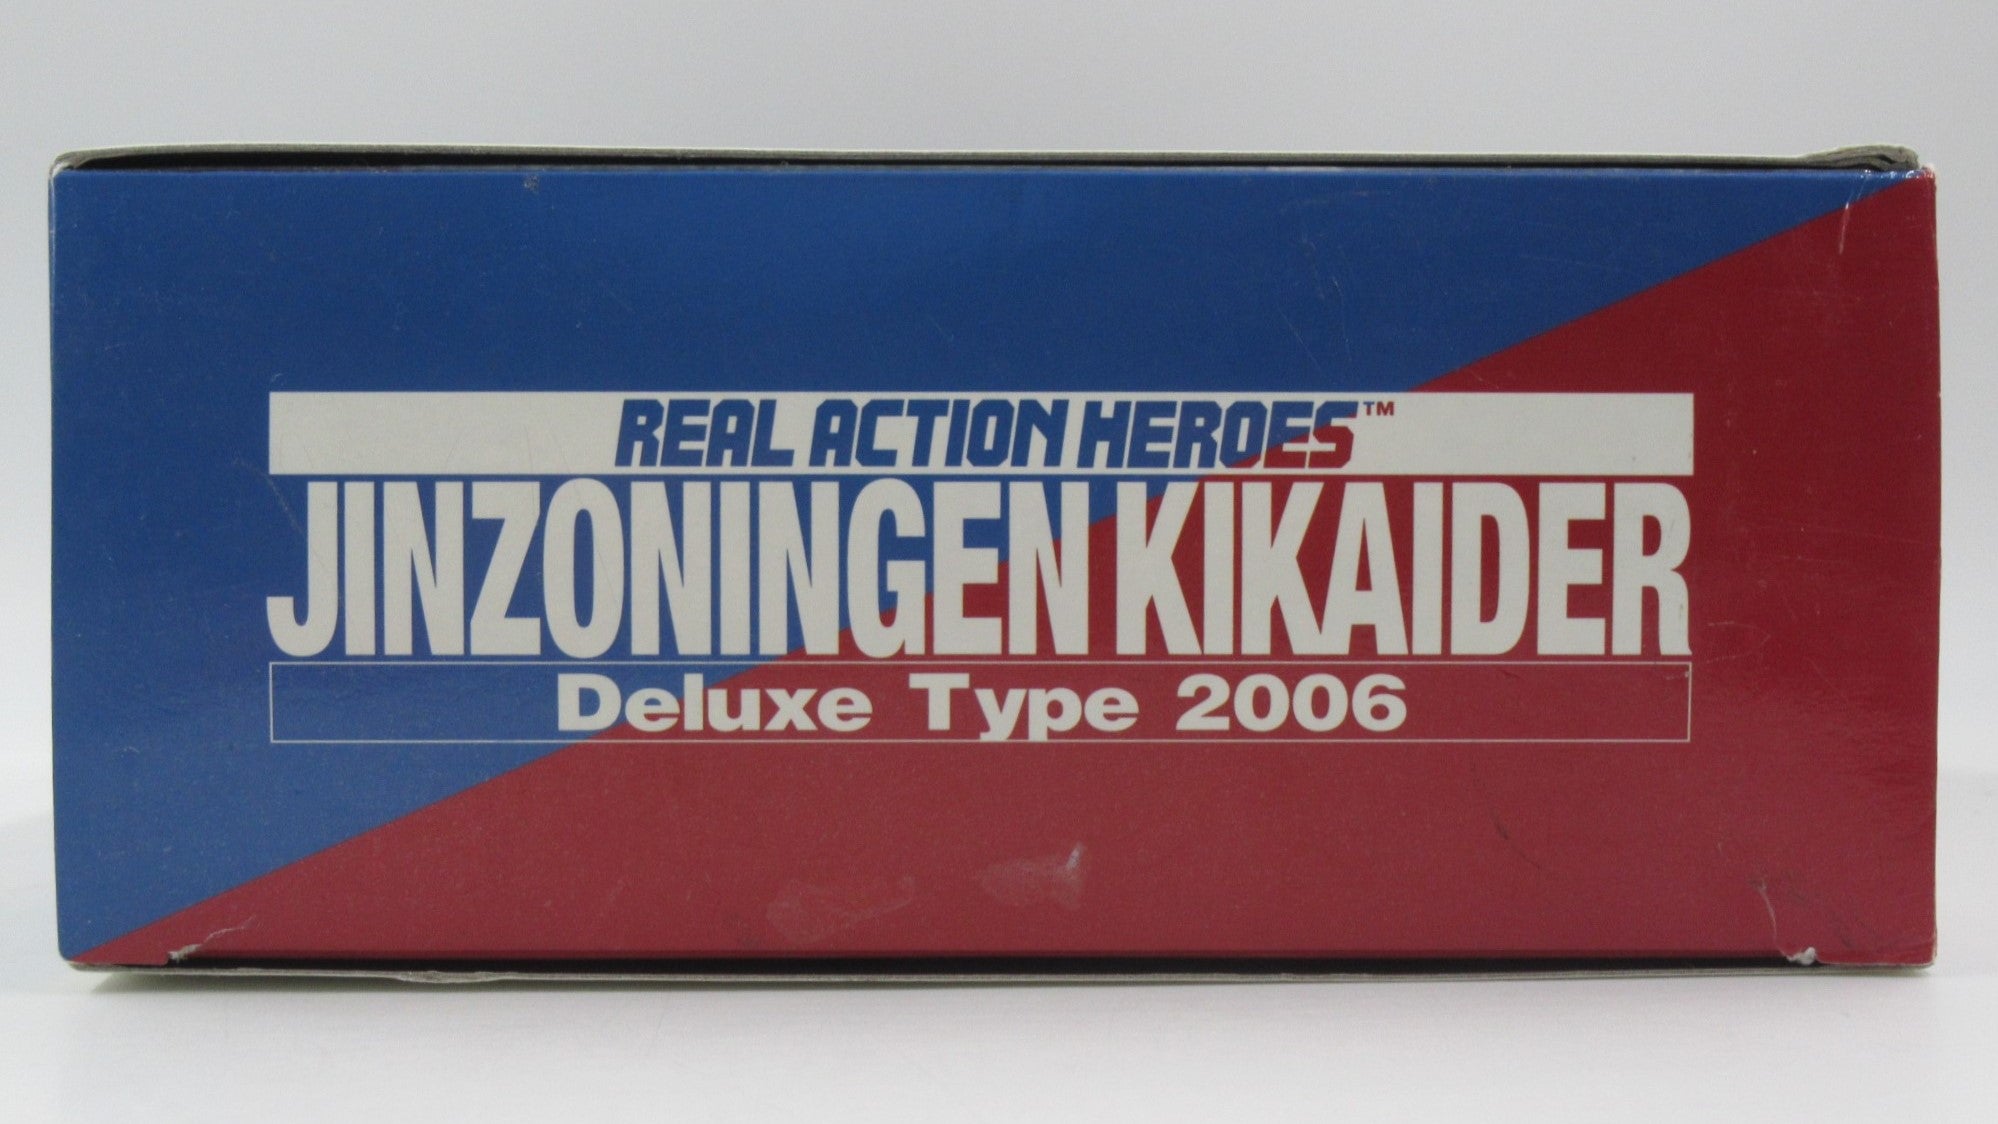 REAL ACTION HEROES™
JINZONINGEN KIKAIDER
Deluxe Type 2006